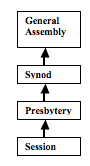 General
Assembly
Synod
Presbytery
Session